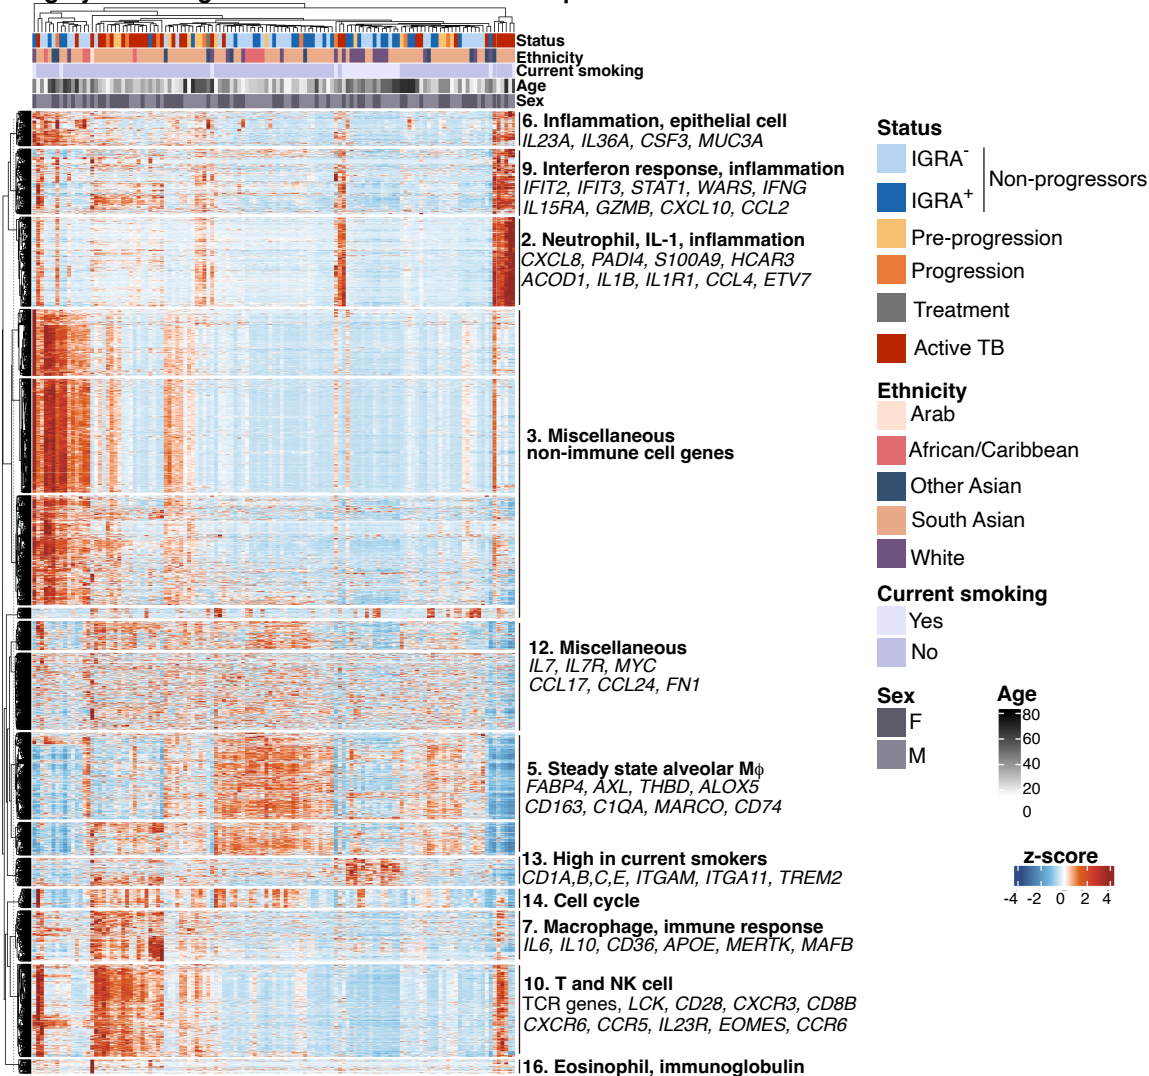 Status
Ethnicity
Current smoking
Age
Sex
6. Inflammation, epithelial cell
IL23A, IL36A, CSF3, MUC3A
9. Interferon response, inflammation
IFIT2, IFIT3, STAT1, WARS, IFNG
IL15RA, GZMB, CXCL10, CCL2
2. Neutrophil, IL-1, inflammation
CXCL8, PADI4, S100A9, HCAR3
ACOD1, IL1B, IL1R1, CCL4, ETV7
3. Miscellaneous
non-immune cell genes
12. Miscellaneous
IL7, IL7R, MYC
CCL17, CCL24, FN1
5. Steady state alveolar Mϕ
FABP4, AXL, THBD, ALOX5
CD163, C1QA, MARCO, CD74
13. High in current smokers
CD1A,B,C,E, ITGAM, ITGA11, TREM2
14. Cell cycle
7. Macrophage, immune response
IL6, IL10, CD36, APOE, MERTK, MAFB
10. T and NK cell
TCR genes, LCK, CD28, CXCR3, CD8B
CXCR6, CCR5, IL23R, EOMES, CCR6
16. Eosinophil, immunoglobulin
Status
IGRA-
IGRA+
Non-progressors
Pre-progression
Progression
Treatment
Active TB
Ethnicity
Arab
African/Caribbean
Other Asian
South Asian
White
Current smoking
Yes
No
Sex
F
M
Age
80
60
40
20
0
z-score
-4 -2 0 2 4